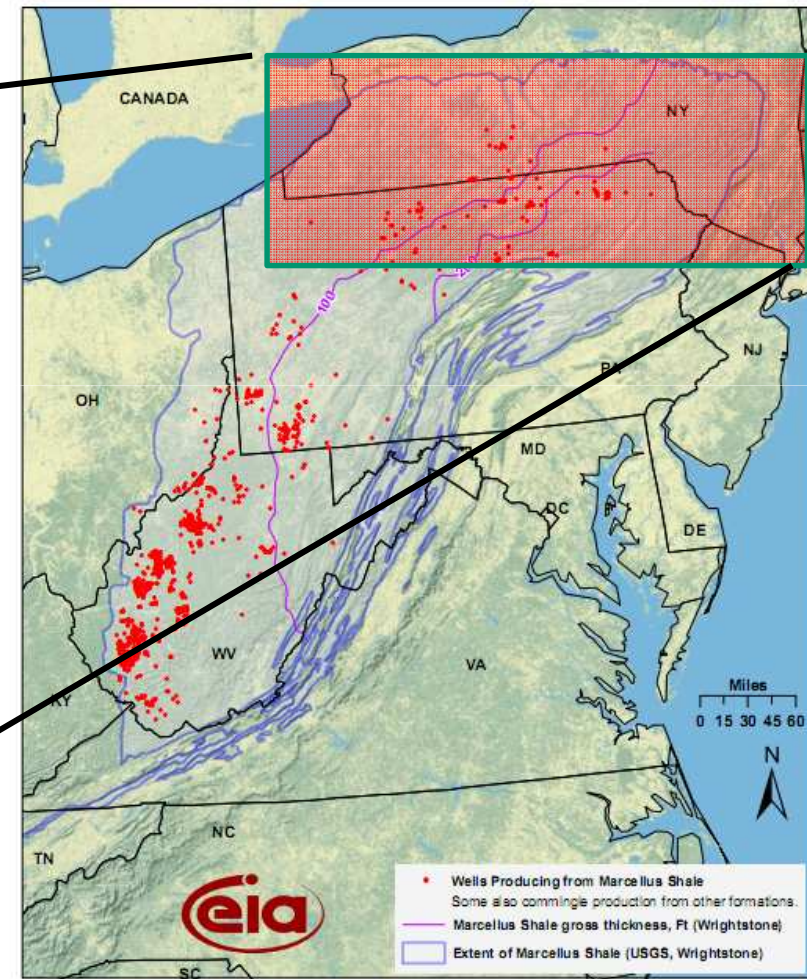 CANADA
NY
200
100
OH
PA
NJ
MD
DC
DE
WV
VA
KY
Miles
0 15 30 45 60
N
NC
TN
SC
eia
Wells Producing from Marcellus Shale
Some also commingle production from other formations.
Marcellus Shale gross thickness, Ft (Wrightstone)
Extent of Marcellus Shale (USGS, Wrightstone)